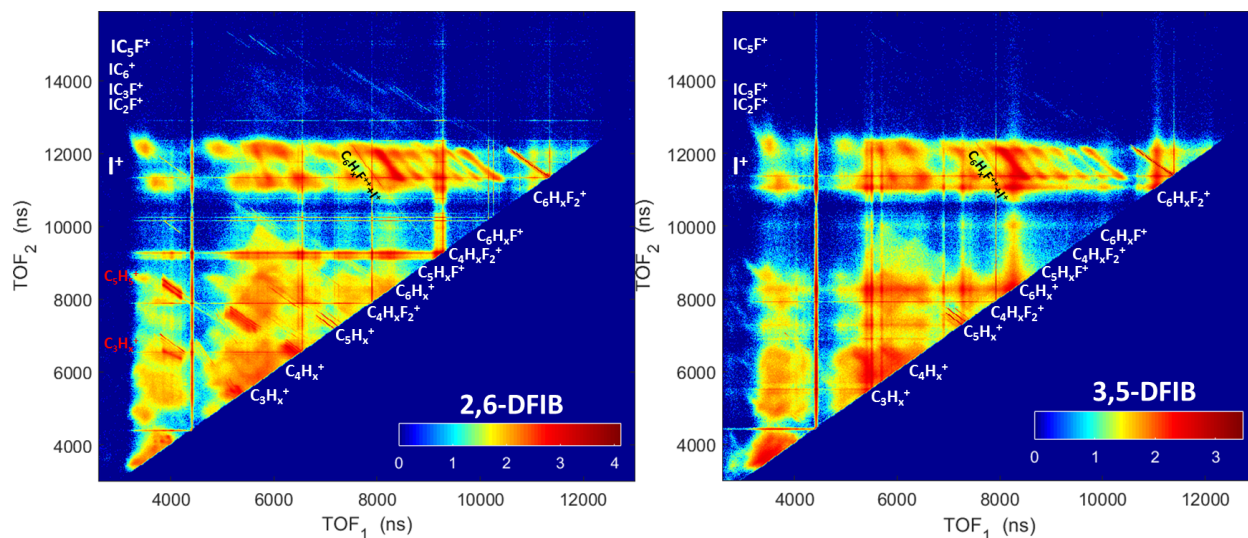 IC₅F⁺
IC₆⁺
IC₃F⁺
IC₂F⁺
I⁺
C₆HₓF⁺⁺+I⁺
C₆HₓF₂⁺
C₆HₓF⁺
C₄HₓF₂⁺
C₅HₓF⁺
C₆Hₓ⁺
C₄HₓF₂⁺
C₅Hₓ⁺
C₄Hₓ⁺
C₃Hₓ⁺
C₅Hₓ⁺
C₃Hₓ⁺
2,6-DFIB
0 1 2 3 4
14000
12000
10000
8000
6000
4000
TOF₂ (ns)
4000 6000 8000 10000 12000
TOF₁ (ns)
IC₅F⁺
IC₃F⁺
IC₂F⁺
I⁺
C₆HₓF⁺⁺+I⁺
C₆HₓF₂⁺
C₆HₓF⁺
C₄HₓF₂⁺
C₅HₓF⁺
C₆Hₓ⁺
C₄HₓF₂⁺
C₅Hₓ⁺
C₄Hₓ⁺
C₃Hₓ⁺
3,5-DFIB
0 1 2 3
14000
12000
10000
8000
6000
4000
TOF₂ (ns)
4000 6000 8000 10000 12000
TOF₁ (ns)